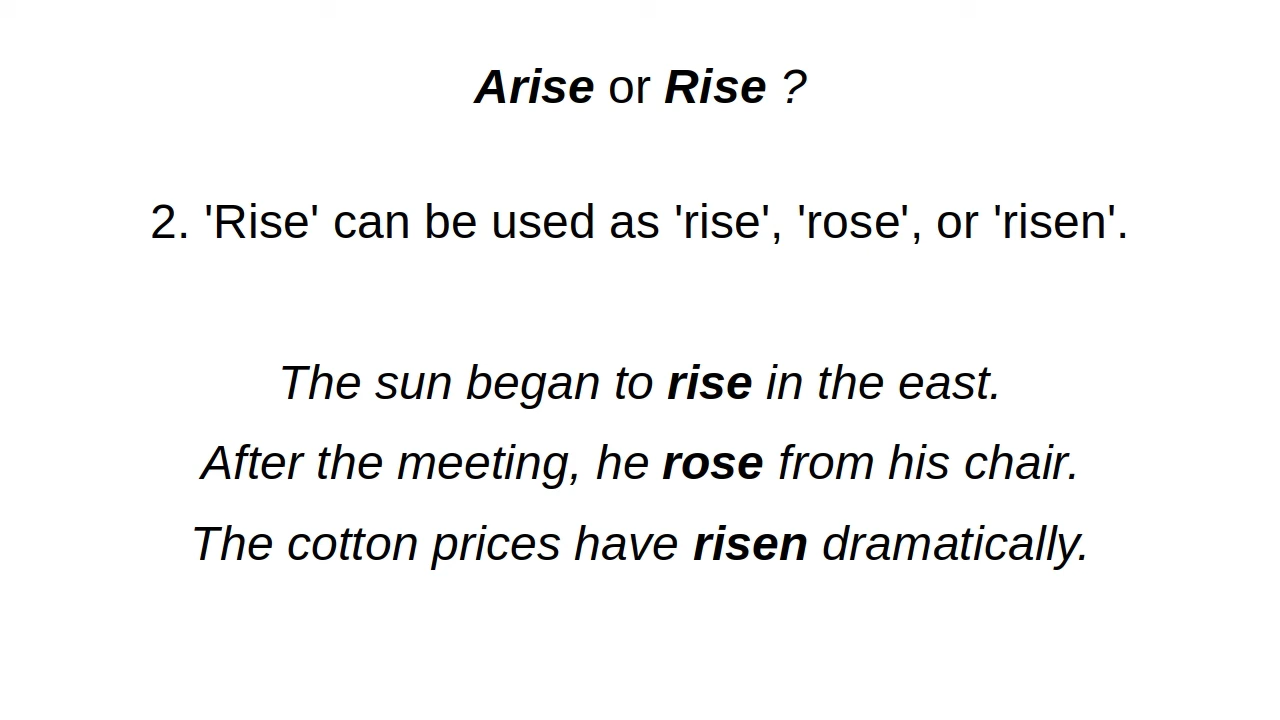 Arise or Rise ?
2. 'Rise' can be used as 'rise', 'rose', or 'risen'.
The sun began to rise in the east.
After the meeting, he rose from his chair.
The cotton prices have risen dramatically.